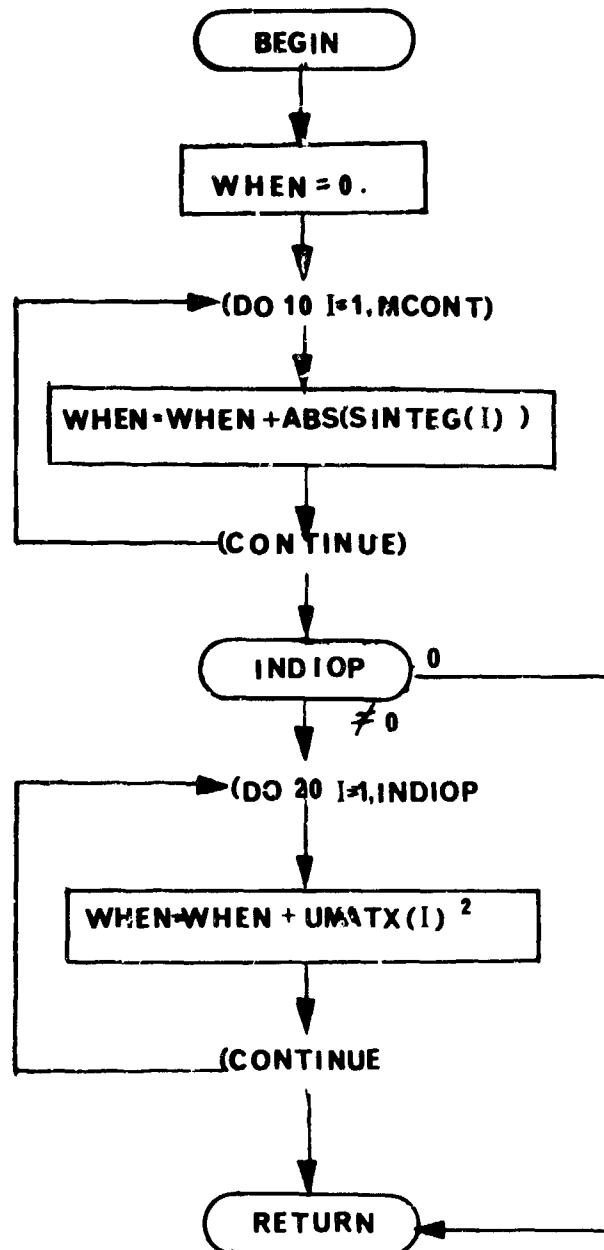 BEGIN
WHEN = 0.
(DO 10 I=1, MCONT)
WHEN=WHEN + ABS(SINTEG(I) )
(CONTINUE)
INDIOP
0
≠ 0
(DO 20 I=1, INDIOP
WHEN=WHEN + UMATX(I) ²
(CONTINUE
RETURN